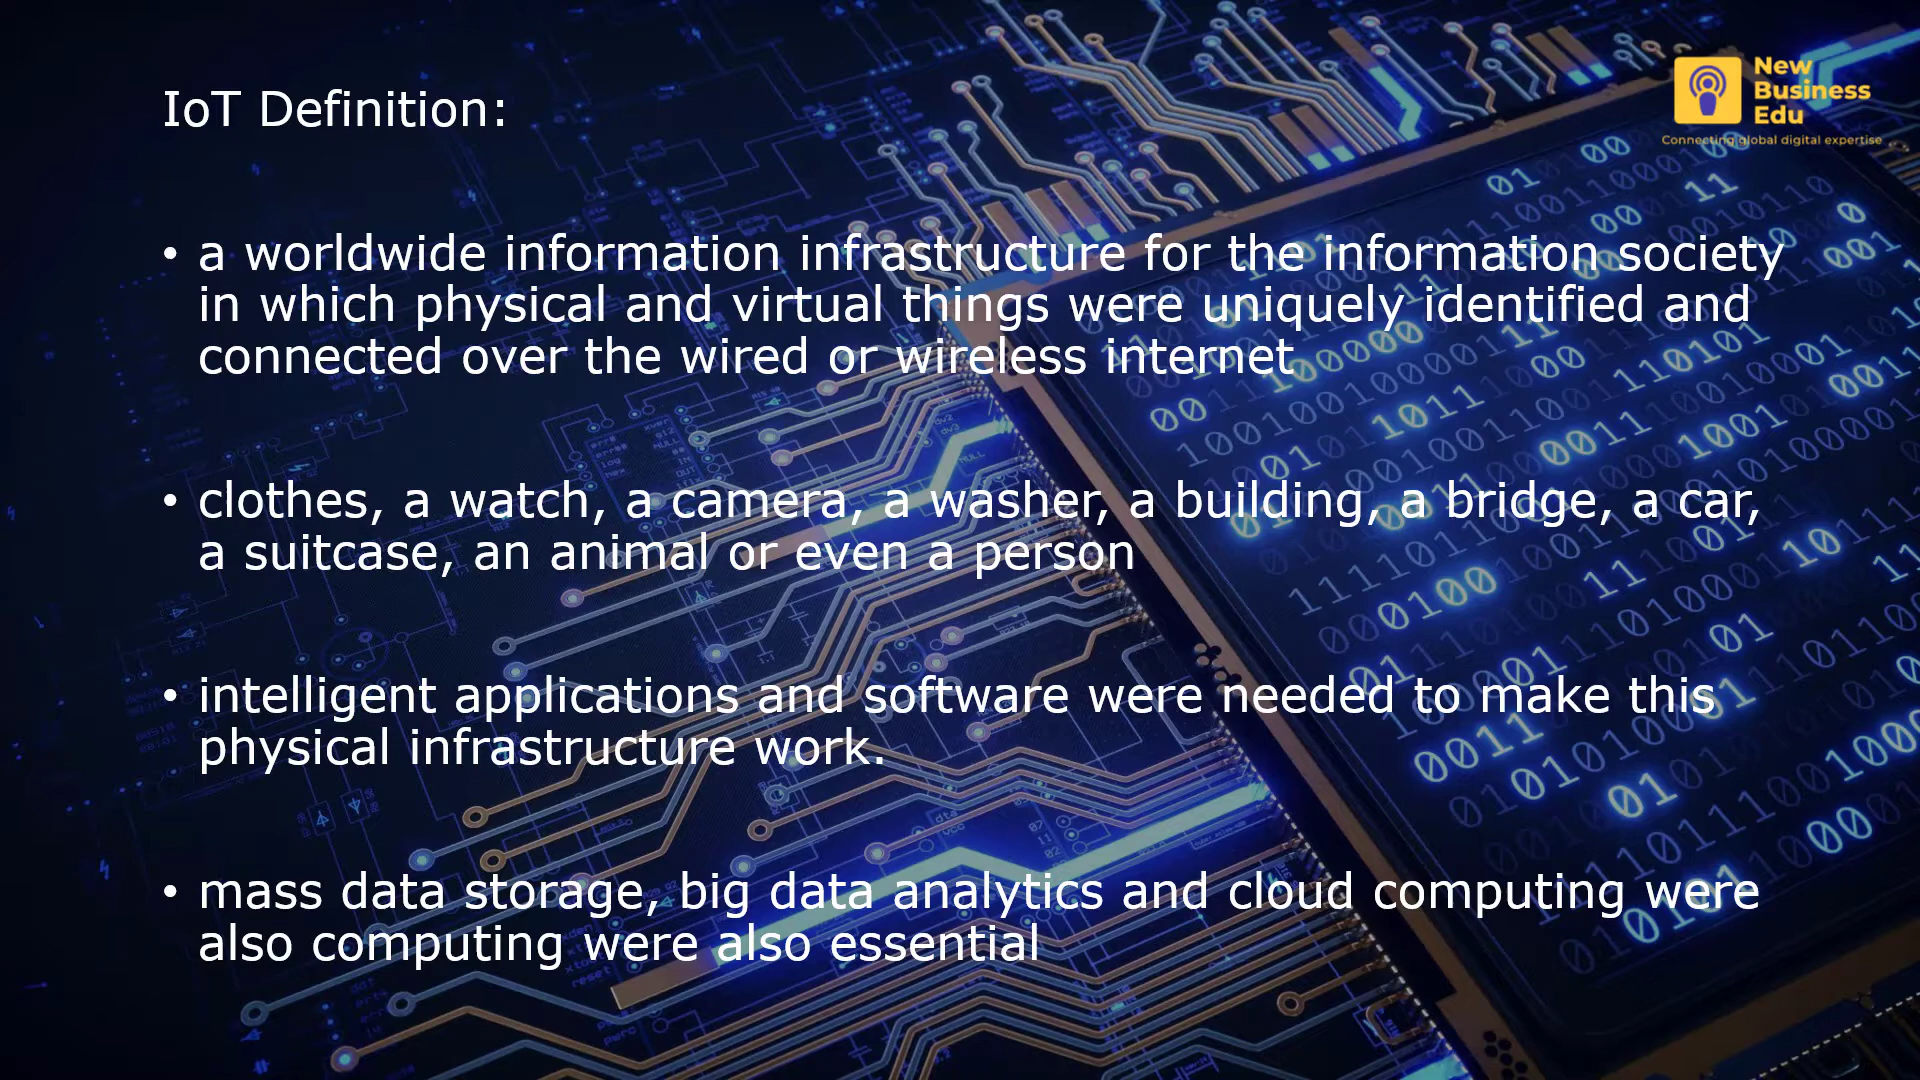 IoT Definition:
New
Business
Edu
Connecting global digital expertise
• a worldwide information infrastructure for the information society
in which physical and virtual things were uniquely identified and
connected over the wired or wireless internet
• clothes, a watch, a camera, a washer, a building, a bridge, a car,
a suitcase, an animal or even a person
• intelligent applications and software were needed to make this
physical infrastructure work.
• mass data storage, big data analytics and cloud computing were
also computing were also essential